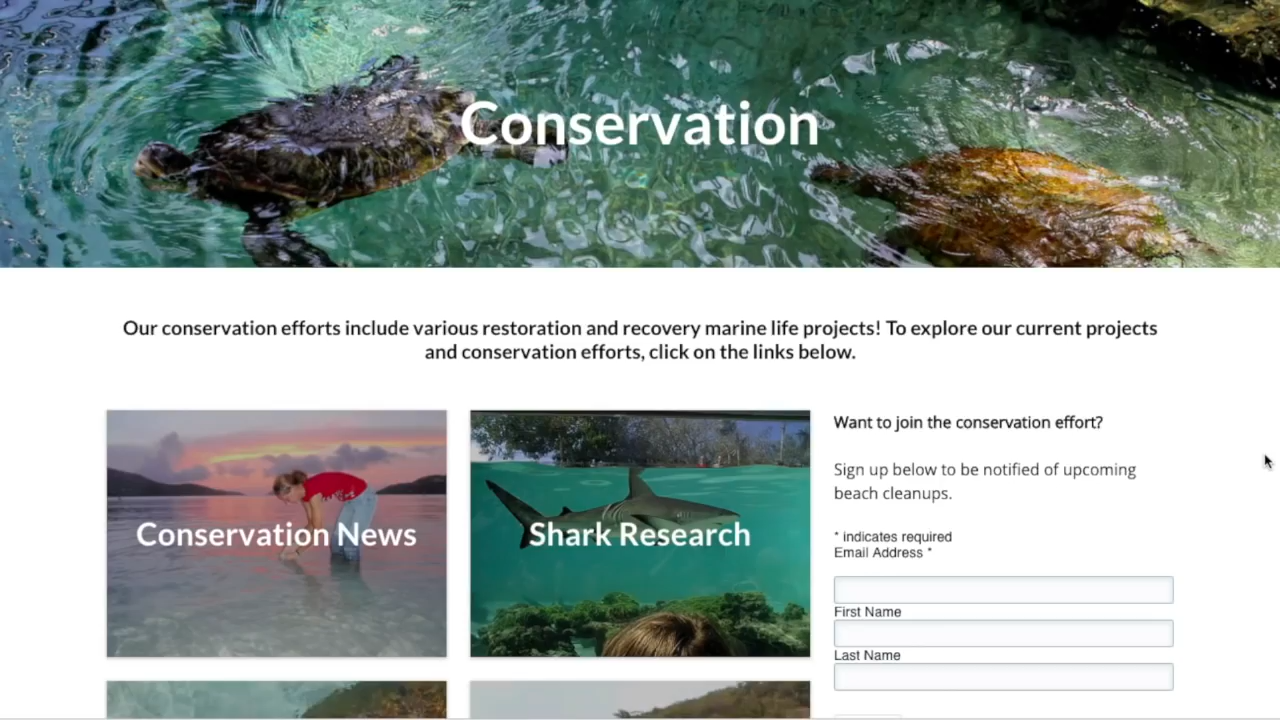 Conservation
Our conservation efforts include various restoration and recovery marine life projects! To explore our current projects
and conservation efforts, click on the links below.
Conservation News
Shark Research
Want to join the conservation effort?
Sign up below to be notified of upcoming
beach cleanups.
* indicates required
Email Address *
First Name
Last Name